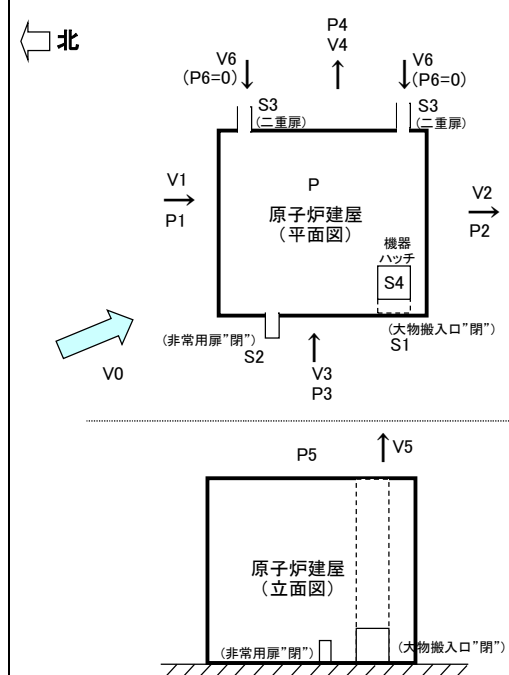 北
P4
V4
V6
(P6=0)
V6
(P6=0)
S3
(二重扉)
S3
(二重扉)
V1
P1
P
原子炉建屋
(平面図)
V2
P2
機器
ハッチ
S4
(非常用扉"閉")
S2
(大物搬入口"閉")
S1
V0
V3
P3
P5
V5
原子炉建屋
(立面図)
(非常用扉"閉")
(大物搬入口"閉")